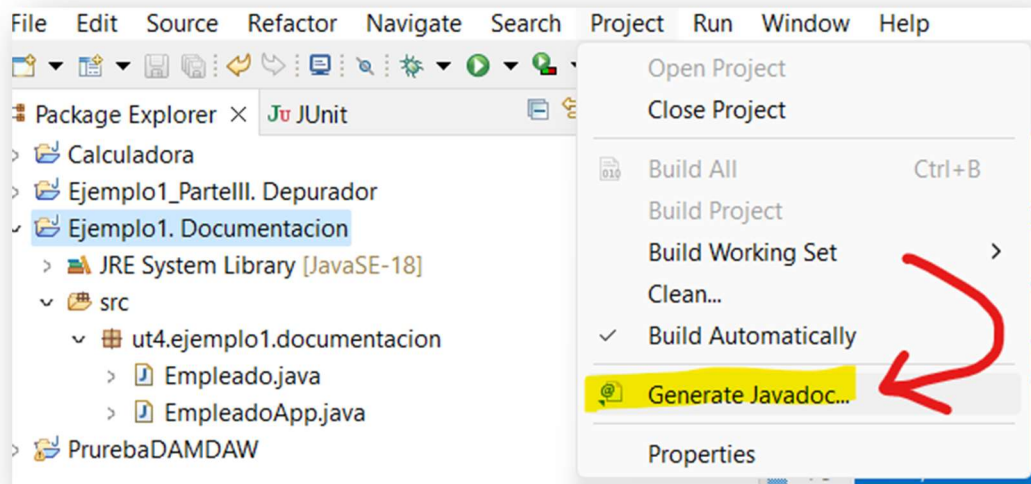 File Edit Source Refactor Navigate Search Project Run Window Help
Package Explorer × Ju JUnit
Calculadora
Ejemplo1_ParteIII. Depurador
Ejemplo1. Documentacion
JRE System Library [JavaSE-18]
src
ut4.ejemplo1.documentacion
J Empleado.java
J EmpleadoApp.java
PrurebaDAMDAW
Open Project
Close Project
010 Build All Ctrl+B
Build Project
Build Working Set
Clean...
Build Automatically
@ Generate Javadoc...
Properties